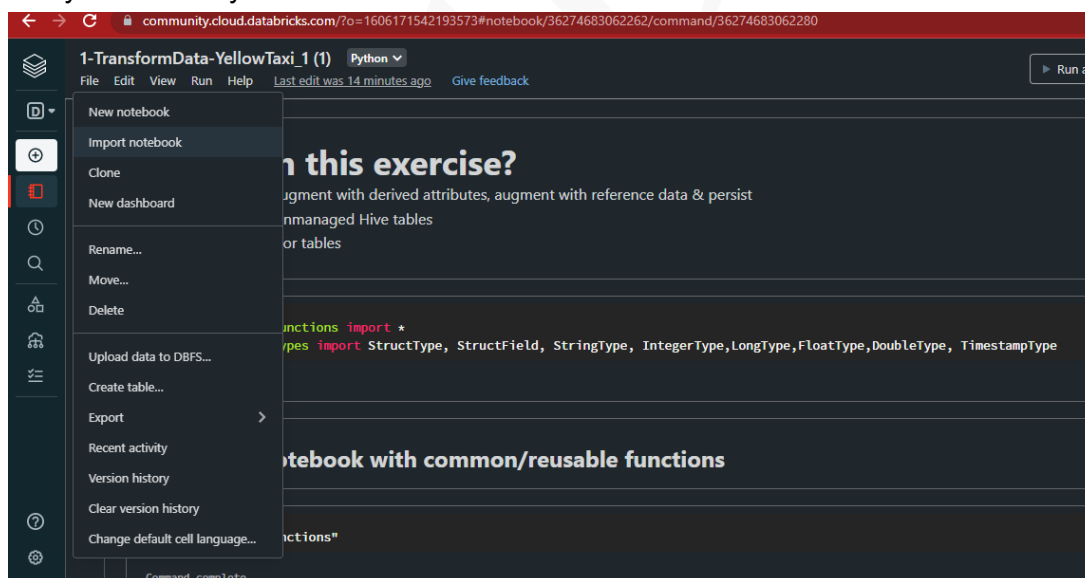 community.cloud.databricks.com/?o=1606171542193573#notebook/36274683062262/command/36274683062280
1-TransformData-YellowTaxi_1 (1) Python
File Edit View Run Help Last edit was 14 minutes ago Give feedback
Run a
D
New notebook
Import notebook
n this exercise?
Clone
ugment with derived attributes, augment with reference data & persist
New dashboard
nmanaged Hive tables
or tables
Rename...
Move...
Delete
unctions import *
ypes import StructType, StructField, StringType, IntegerType,LongType,FloatType,DoubleType, TimestampType
Upload data to DBFS...
Create table...
Export
Recent activity
otebook with common/reusable functions
Version history
Clear version history
Change default cell language...
nctions"
Command complete